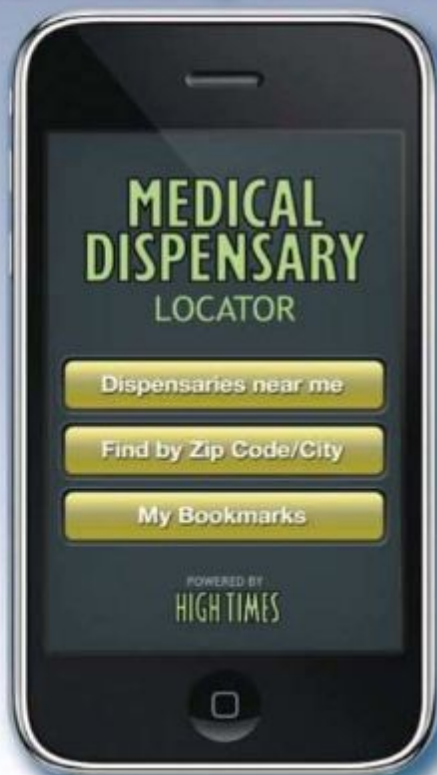 MEDICAL
DISPENSARY
LOCATOR
Dispensaries near me
Find by Zip Code/City
My Bookmarks
POWERED BY
HIGH TIMES